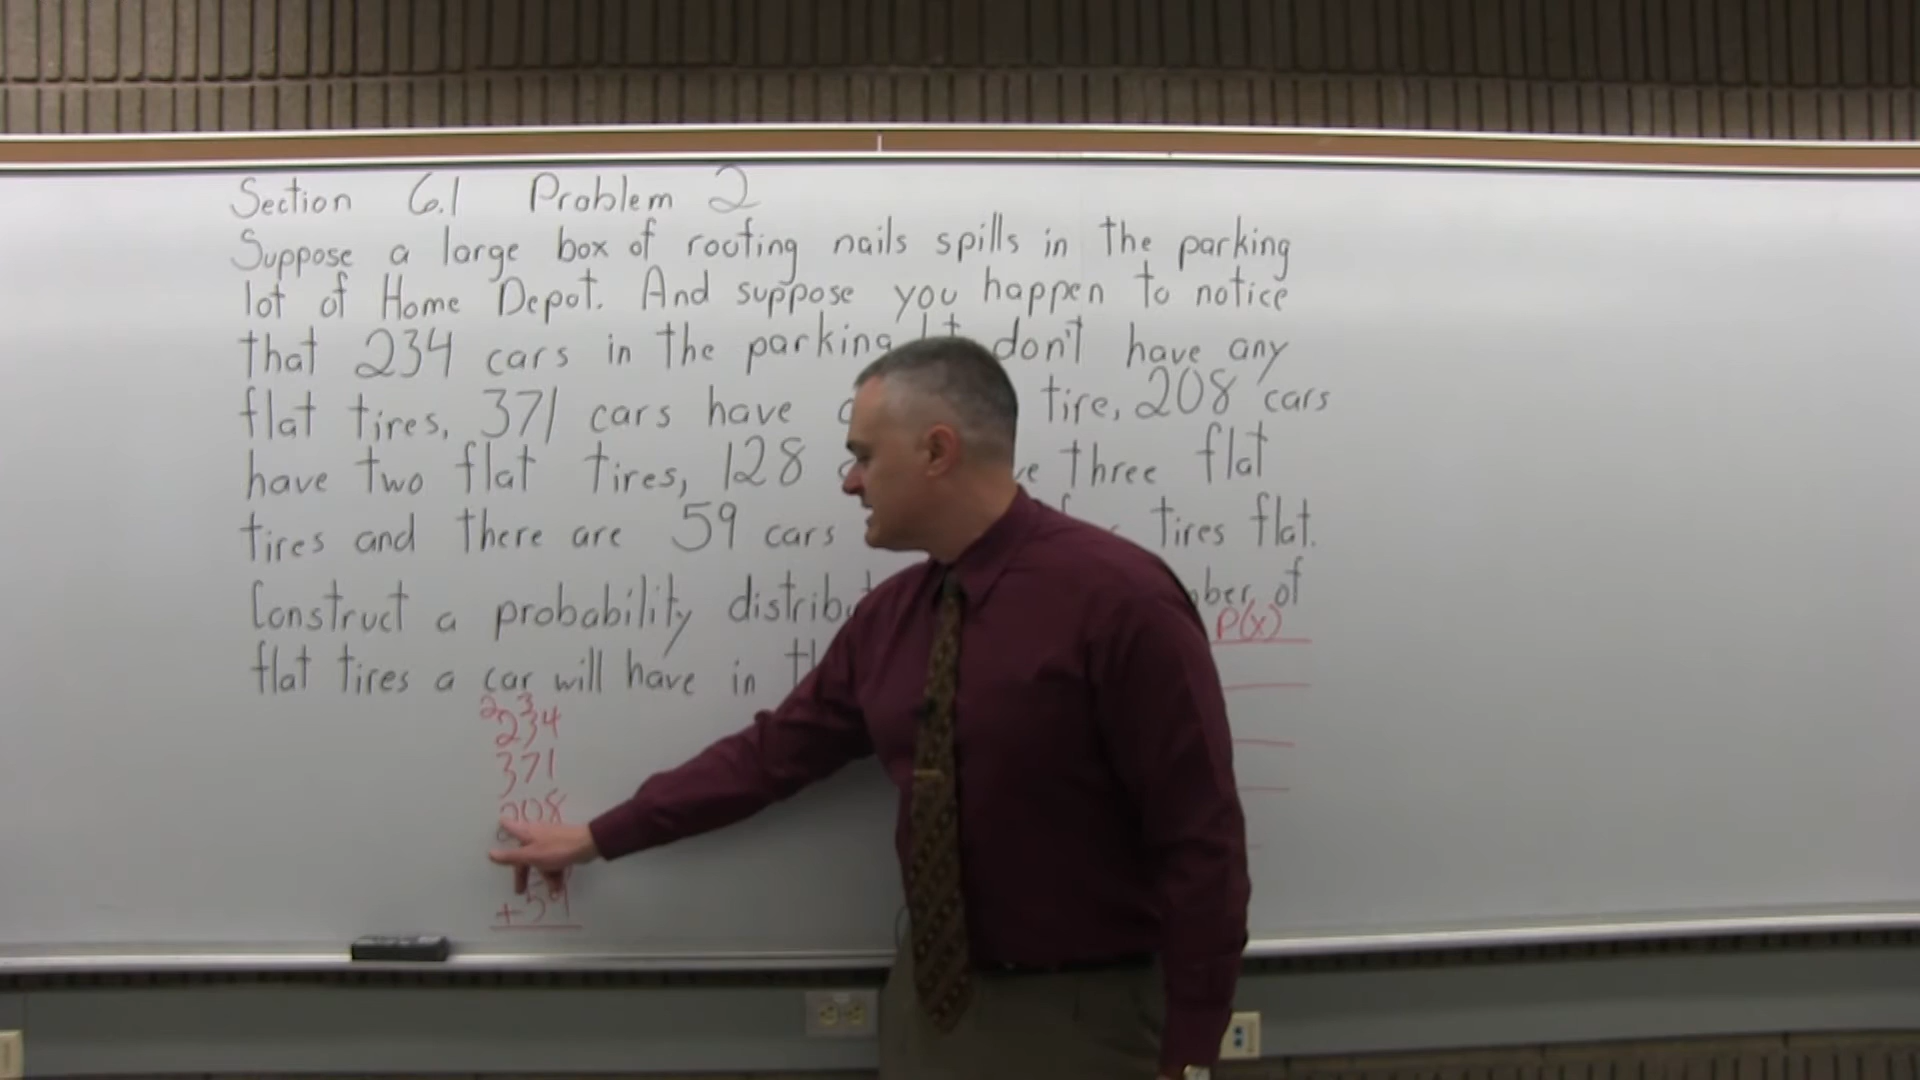 Section 6.1 Problem 2
Suppose a large box of roofing nails spills in the parking
lot of Home Depot. And suppose you happen to notice
that 234 cars in the parking don't have any
flat tires, 371 cars have tire, 208 cars
have two flat tires, 128 three flat
tires and there are 59 cars tires flat.
Construct a probability of
P(x)
flat tires a car will have in
2 3
234
371
208
+59